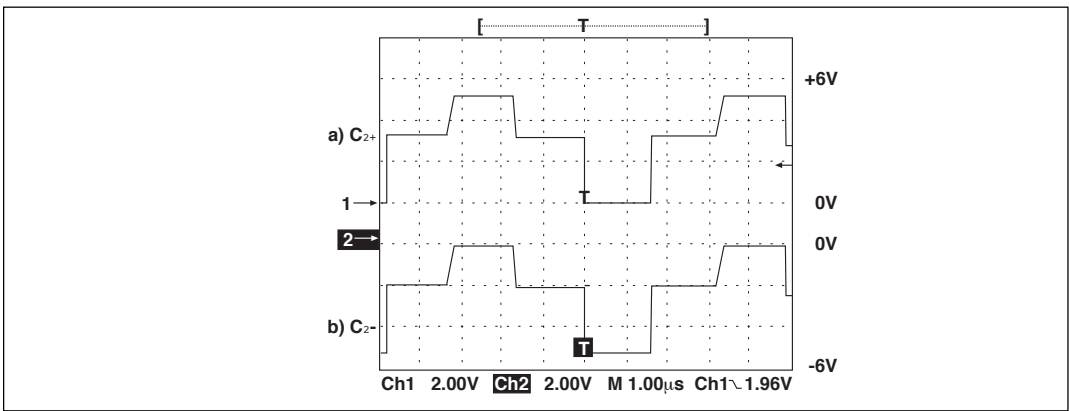 [ T ]
+6V
a) C2+
T
1 0V
2 0V
b) C2-
T
-6V
Ch1 2.00V Ch2 2.00V M 1.00µs Ch1 1.96V